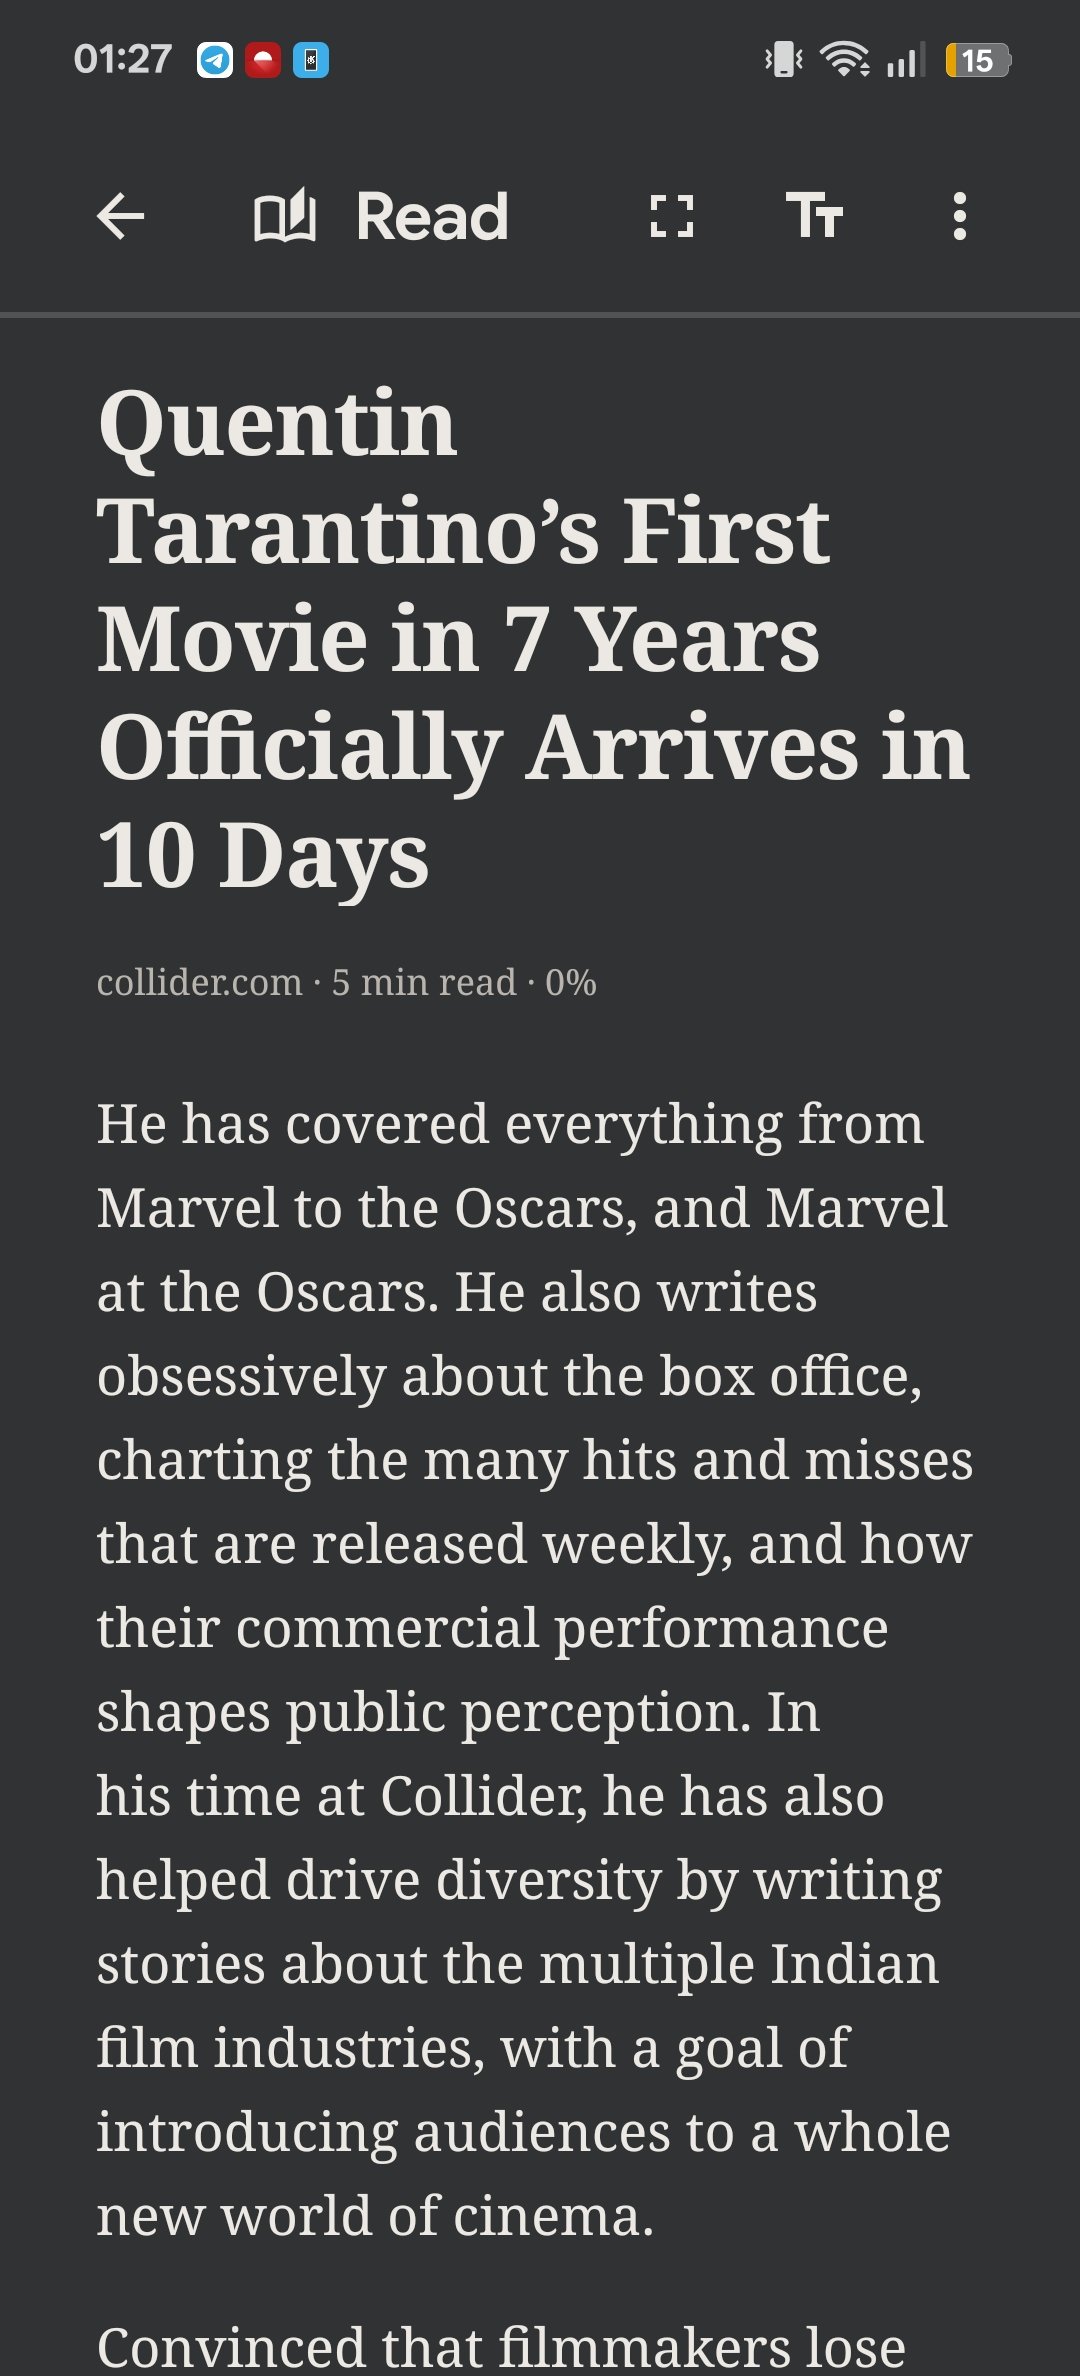 01:27
15
Read
Quentin
Tarantino’s First
Movie in 7 Years
Officially Arrives in
10 Days
collider.com · 5 min read · 0%
He has covered everything from
Marvel to the Oscars, and Marvel
at the Oscars. He also writes
obsessively about the box office,
charting the many hits and misses
that are released weekly, and how
their commercial performance
shapes public perception. In
his time at Collider, he has also
helped drive diversity by writing
stories about the multiple Indian
film industries, with a goal of
introducing audiences to a whole
new world of cinema.
Convinced that filmmakers lose